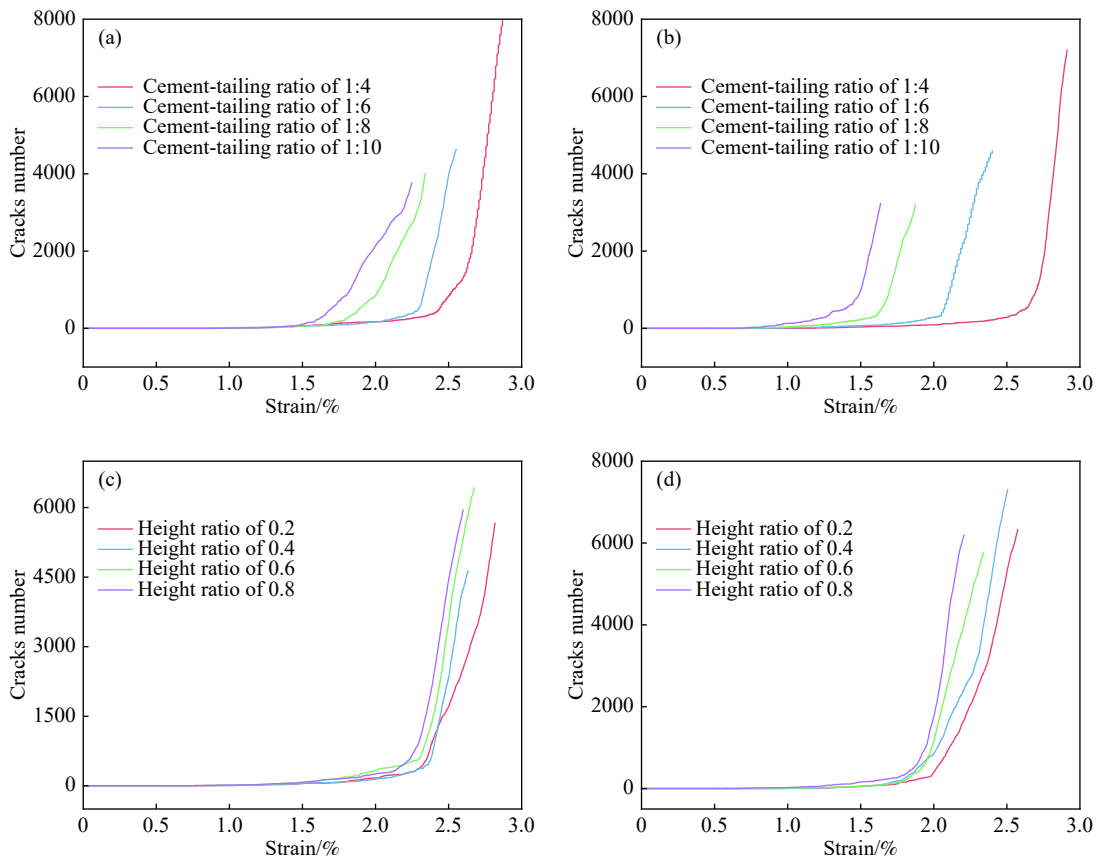 (a)
Cement-tailing ratio of 1:4
Cement-tailing ratio of 1:6
Cement-tailing ratio of 1:8
Cement-tailing ratio of 1:10
Cracks number
8000
6000
4000
2000
0
0 0.5 1.0 1.5 2.0 2.5 3.0
Strain/%
(b)
Cement-tailing ratio of 1:4
Cement-tailing ratio of 1:6
Cement-tailing ratio of 1:8
Cement-tailing ratio of 1:10
Cracks number
8000
6000
4000
2000
0
0 0.5 1.0 1.5 2.0 2.5 3.0
Strain/%
(c)
Height ratio of 0.2
Height ratio of 0.4
Height ratio of 0.6
Height ratio of 0.8
Cracks number
6000
4500
3000
1500
0
0 0.5 1.0 1.5 2.0 2.5 3.0
Strain/%
(d)
Height ratio of 0.2
Height ratio of 0.4
Height ratio of 0.6
Height ratio of 0.8
Cracks number
8000
6000
4000
2000
0
0 0.5 1.0 1.5 2.0 2.5 3.0
Strain/%